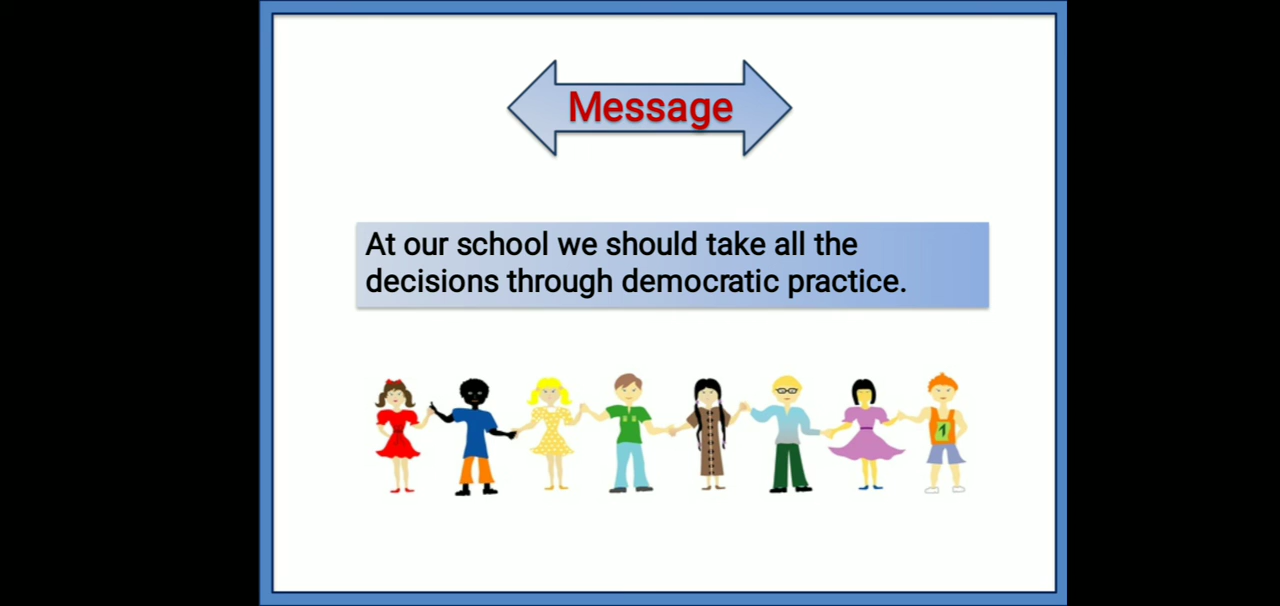 Message
At our school we should take all the
decisions through democratic practice.
1